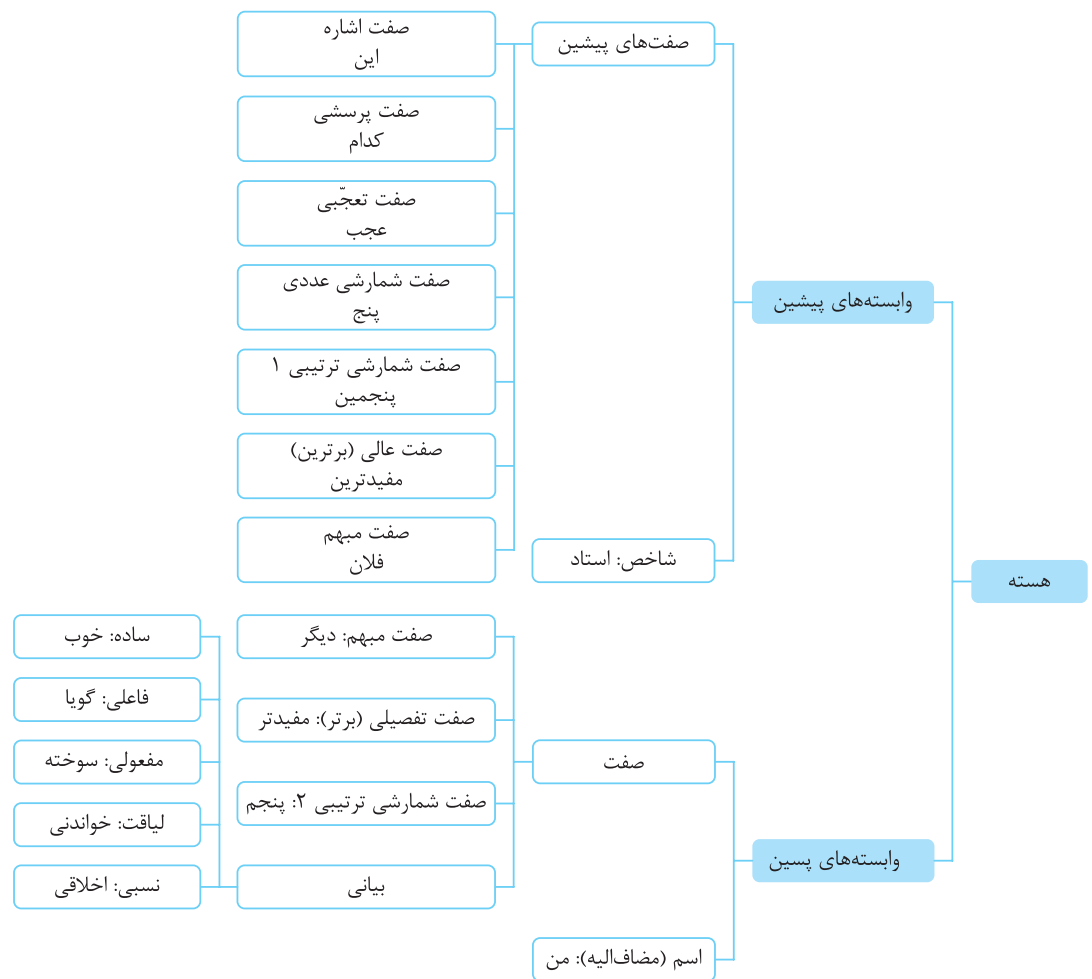 هسته
وابسته‌های پیشین
صفت‌های پیشین
صفت اشاره
این
صفت پرسشی
کدام
صفت تعجّبی
عجب
صفت شمارشی عددی
پنج
صفت شمارشی ترتیبی ۱
پنجمین
صفت عالی (برترین)
مفیدترین
صفت مبهم
فلان
شاخص: استاد
وابسته‌های پسین
صفت
صفت مبهم: دیگر
صفت تفصیلی (برتر): مفیدتر
صفت شمارشی ترتیبی ۲: پنجم
بیانی
ساده: خوب
فاعلی: گویا
مفعولی: سوخته
لیاقت: خواندنی
نسبی: اخلاقی
اسم (مضاف‌الیه): من